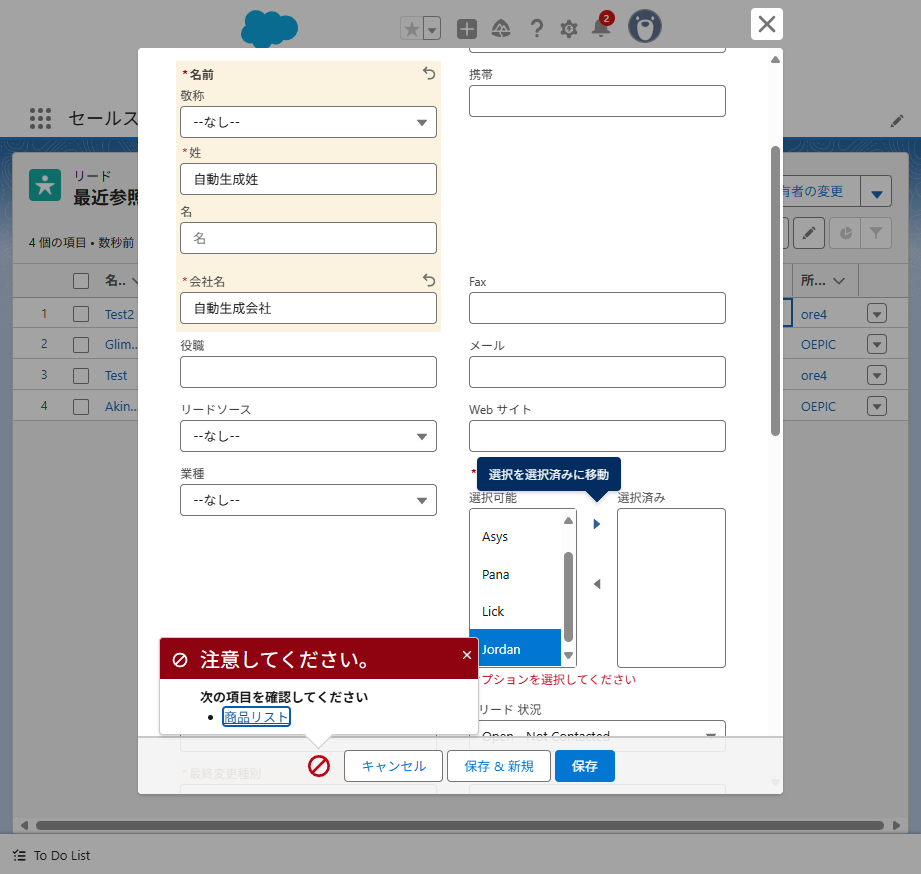 2
セールス
リード
最近参照
有者の変更
4 個の項目 • 数秒前
名..
所...
1
Test2
ore4
2
Glim..
OEPIC
3
Test
ore4
4
Akin..
OEPIC
* 名前
敬称
--なし--
* 姓
自動生成姓
名
名
* 会社名
自動生成会社
役職
リードソース
--なし--
業種
--なし--
携帯
Fax
メール
Web サイト
*
選択を選択済みに移動
選択可能
選択済み
Asys
Pana
Lick
Jordan
プションを選択してください
リード 状況
Open - Not Contacted
注意してください。
次の項目を確認してください
• 商品リスト
* 最終変更種別
キャンセル
保存 & 新規
保存
To Do List